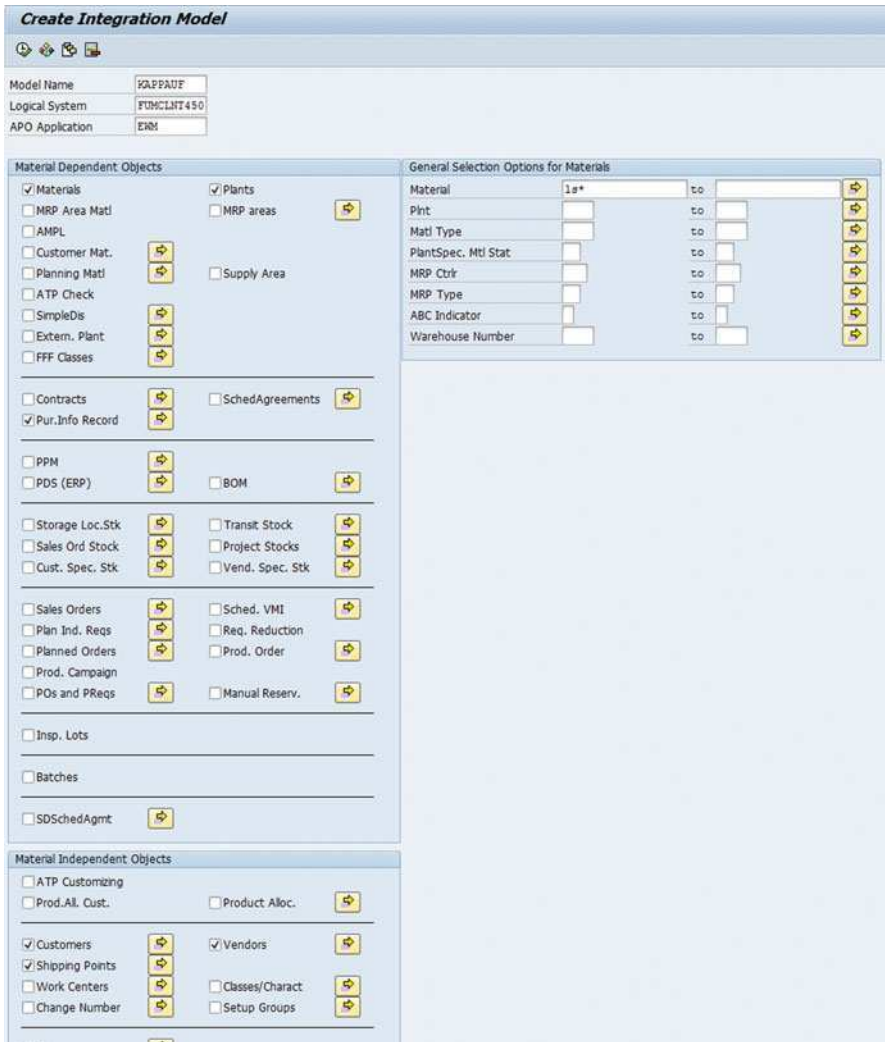 Create Integration Model
Model Name KAPPAUF
Logical System FUMCLNT450
APO Application EWM
Material Dependent Objects
Materials Plants
MRP Area Matl MRP areas
AMPL
Customer Mat.
Planning Matl Supply Area
ATP Check
SimpleDis
Extern. Plant
FFF Classes
Contracts SchedAgreements
Pur.Info Record
PPM
PDS (ERP) BOM
Storage Loc.Stk Transit Stock
Sales Ord Stock Project Stocks
Cust. Spec. Stk Vend. Spec. Stk
Sales Orders Sched. VMI
Plan Ind. Reqs Req. Reduction
Planned Orders Prod. Order
Prod. Campaign
POs and PReqs Manual Reserv.
Insp. Lots
Batches
SDSchedAgmt
Material Independent Objects
ATP Customizing
Prod.All. Cust. Product Alloc.
Customers Vendors
Shipping Points
Work Centers Classes/Charact
Change Number Setup Groups
General Selection Options for Materials
Material ls* to
Plnt to
Matl Type to
PlantSpec. Mtl Stat to
MRP Ctrlr to
MRP Type to
ABC Indicator to
Warehouse Number to